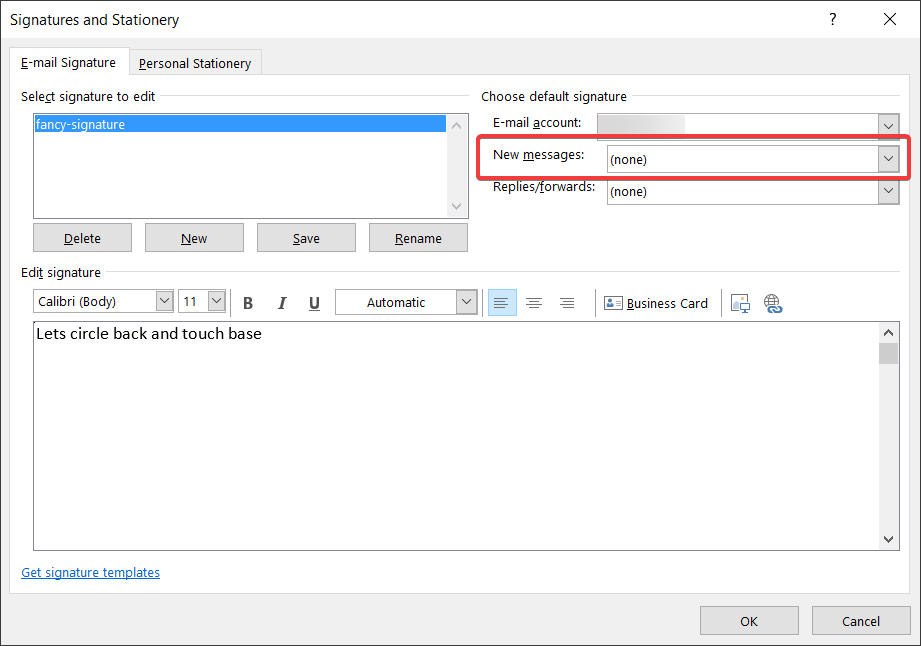 Signatures and Stationery ?
E-mail Signature Personal Stationery
Select signature to edit
fancy-signature
Delete New Save Rename
Choose default signature
E-mail account:
New messages: (none)
Replies/forwards: (none)
Edit signature
Calibri (Body) 11 B I U Automatic Business Card
Lets circle back and touch base
Get signature templates
OK Cancel